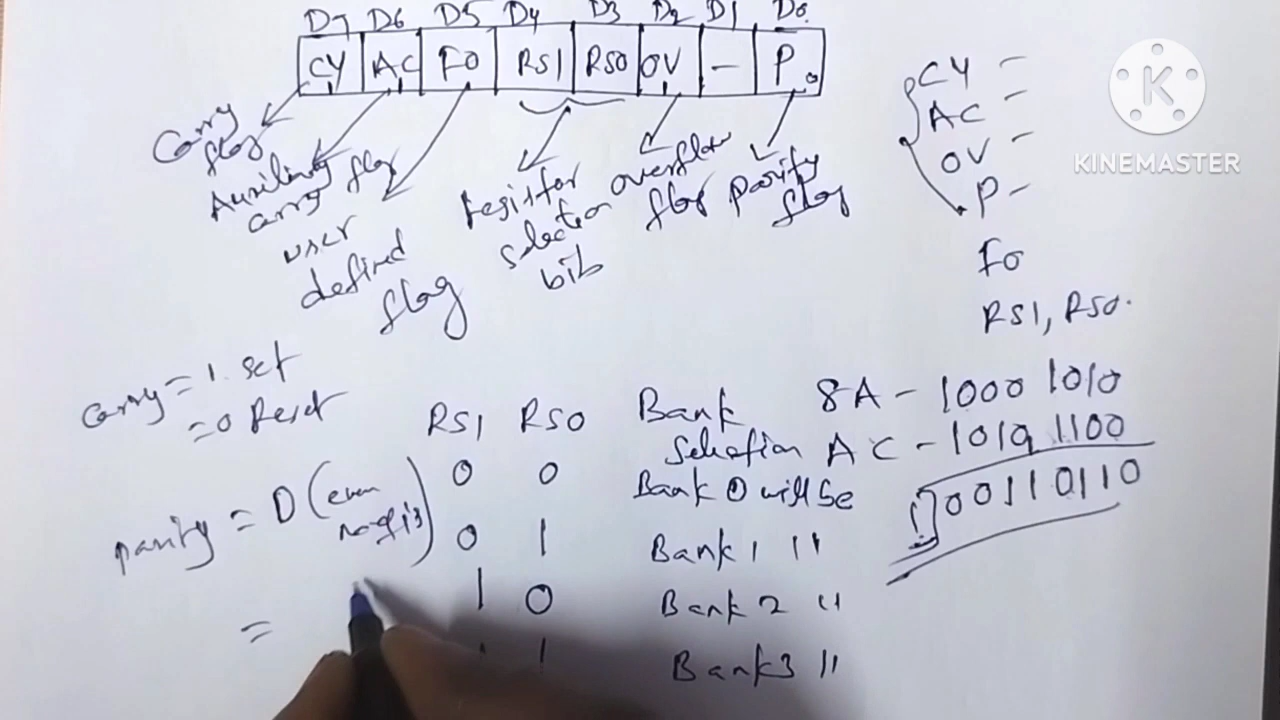 D7 D6 D5 D4 D3 D2 D1 D0
CY AC F0 RS1 RS0 OV - P
Carry flag
Auxiliary carry flag
user defined flag
register selection bit
overflow flag
parity flag
CY -
AC -
OV -
P -
F0
RS1, RS0.
K
KINEMASTER
Carry = 1. set
= 0 Reset
RS1 RS0 Bank Selection
0 0 Bank 0 will be
0 1 Bank 1 "
1 0 Bank 2 "
1 Bank 3 "
8A - 1000 1010
AC - 1010 1100
1 00110110
parity = 0 (even no of 1s)
=